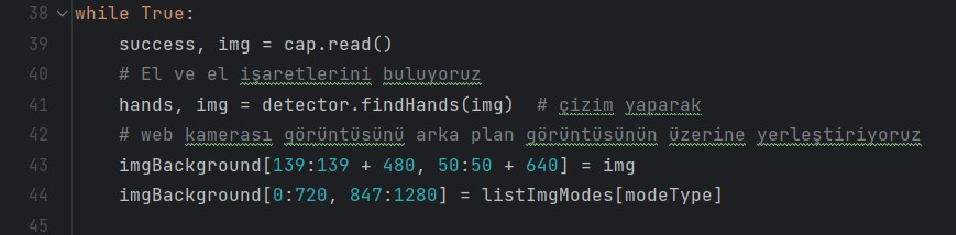 38 while True:
39 success, img = cap.read()
40 # El ve el işaretlerini buluyoruz
41 hands, img = detector.findHands(img)  # çizim yaparak
42 # web kamerası görüntüsünü arka plan görüntüsünün üzerine yerleştiriyoruz
43 imgBackground[139:139 + 480, 50:50 + 640] = img
44 imgBackground[0:720, 847:1280] = listImgModes[modeType]
45